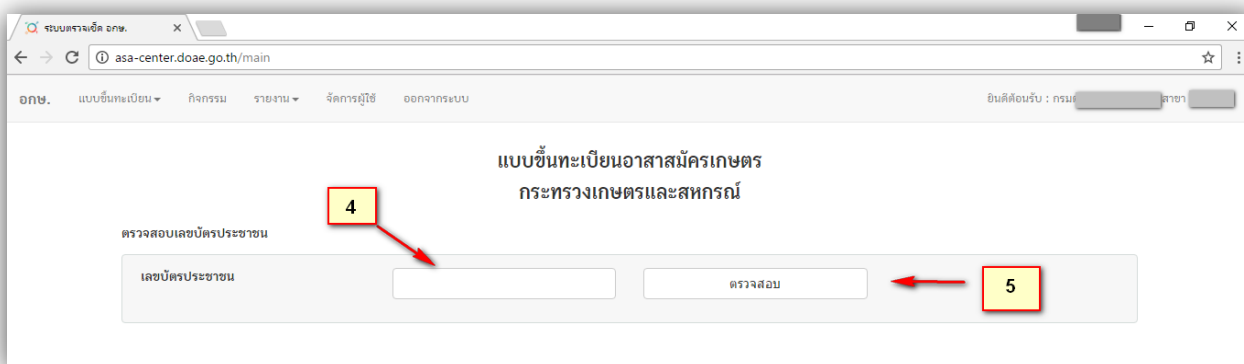 ระบบตรวจเช็ค อกษ.
asa-center.doae.go.th/main
อกษ. แบบขึ้นทะเบียน กิจกรรม รายงาน จัดการผู้ใช้ ออกจากระบบ ยินดีต้อนรับ : กรม สาขา
แบบขึ้นทะเบียนอาสาสมัครเกษตร
กระทรวงเกษตรและสหกรณ์
4
ตรวจสอบเลขบัตรประชาชน
เลขบัตรประชาชน ตรวจสอบ
5